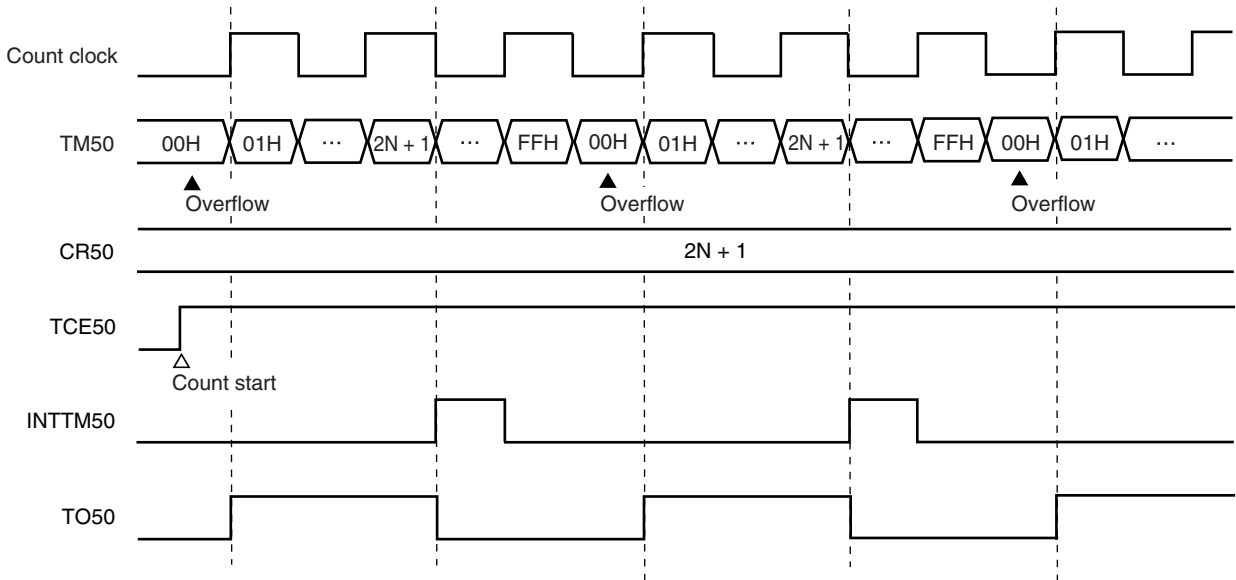 Count clock
TM50 00H 01H ··· 2N + 1 ··· FFH 00H 01H ··· 2N + 1 ··· FFH 00H 01H ···
Overflow Overflow Overflow
CR50 2N + 1
TCE50
Count start
INTTM50
TO50